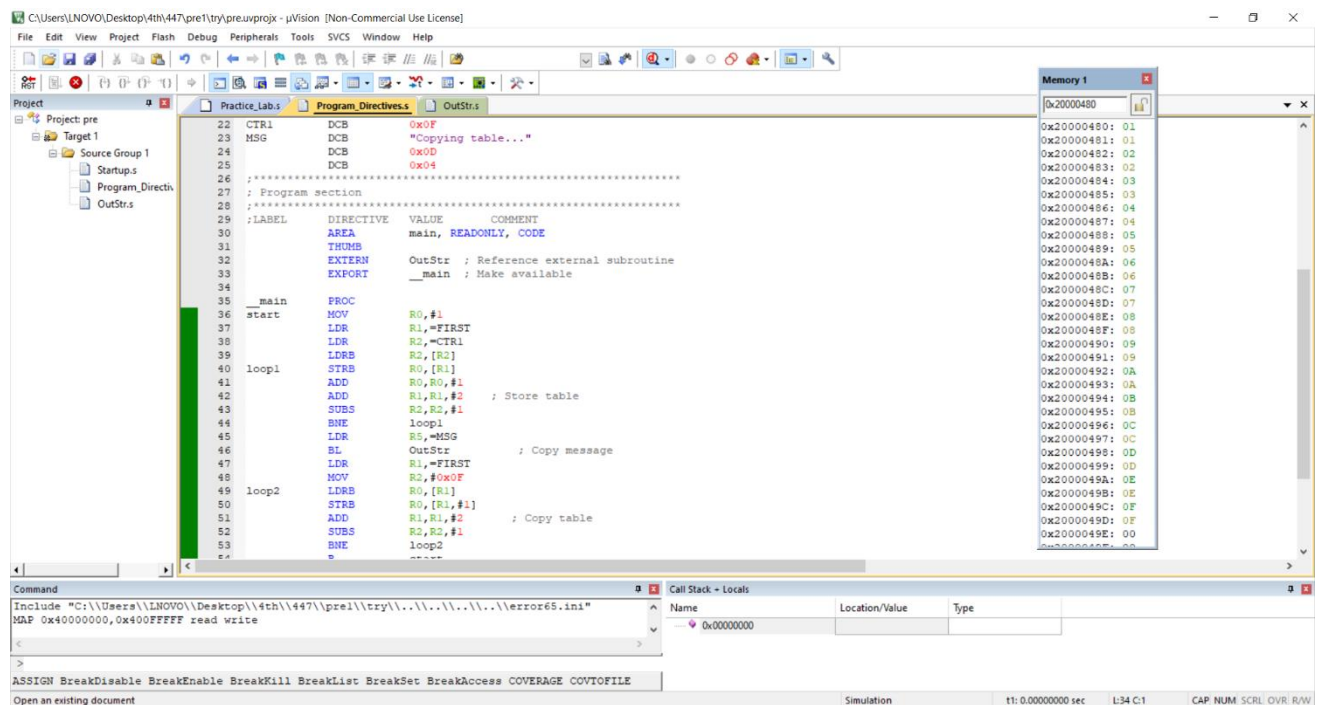 C:\Users\LNOVO\Desktop\4th\447\pre1\try\pre.uvprojx - µVision [Non-Commercial Use License]
File Edit View Project Flash Debug Peripherals Tools SVCS Window Help
RST
Project
Project: pre
Target 1
Source Group 1
Startup.s
Program_Directiv
OutStr.s
Practice_Lab.s Program_Directives.s OutStr.s
22 CTR1 DCB 0x0F
23 MSG DCB "Copying table..."
24 DCB 0x0D
25 DCB 0x04
26 ;***************************************************************
27 ; Program section
28 ;***************************************************************
29 ;LABEL DIRECTIVE VALUE COMMENT
30 AREA main, READONLY, CODE
31 THUMB
32 EXTERN OutStr ; Reference external subroutine
33 EXPORT __main ; Make available
34
35 __main PROC
36 start MOV R0,#1
37 LDR R1,=FIRST
38 LDR R2,=CTR1
39 LDRB R2,[R2]
40 loop1 STRB R0,[R1]
41 ADD R0,R0,#1
42 ADD R1,R1,#2 ; Store table
43 SUBS R2,R2,#1
44 BNE loop1
45 LDR R5,=MSG
46 BL OutStr ; Copy message
47 LDR R1,=FIRST
48 MOV R2,#0x0F
49 loop2 LDRB R0,[R1]
50 STRB R0,[R1,#1]
51 ADD R1,R1,#2 ; Copy table
52 SUBS R2,R2,#1
53 BNE loop2
54 B start
Memory 1
0x20000480
0x20000480: 01
0x20000481: 01
0x20000482: 02
0x20000483: 02
0x20000484: 03
0x20000485: 03
0x20000486: 04
0x20000487: 04
0x20000488: 05
0x20000489: 05
0x2000048A: 06
0x2000048B: 06
0x2000048C: 07
0x2000048D: 07
0x2000048E: 08
0x2000048F: 08
0x20000490: 09
0x20000491: 09
0x20000492: 0A
0x20000493: 0A
0x20000494: 0B
0x20000495: 0B
0x20000496: 0C
0x20000497: 0C
0x20000498: 0D
0x20000499: 0D
0x2000049A: 0E
0x2000049B: 0E
0x2000049C: 0F
0x2000049D: 0F
0x2000049E: 00
0x2000049F: 00
Command
Include "C:\\Users\\LNOVO\\Desktop\\4th\\447\\pre1\\try\\..\\..\\..\\..\\error65.ini"
MAP 0x40000000,0x400FFFFF read write
>
ASSIGN BreakDisable BreakEnable BreakKill BreakList BreakSet BreakAccess COVERAGE COVTOFILE
Call Stack + Locals
Name Location/Value Type
0x00000000
Open an existing document Simulation t1: 0.00000000 sec L:34 C:1 CAP NUM SCRL OVR R/W